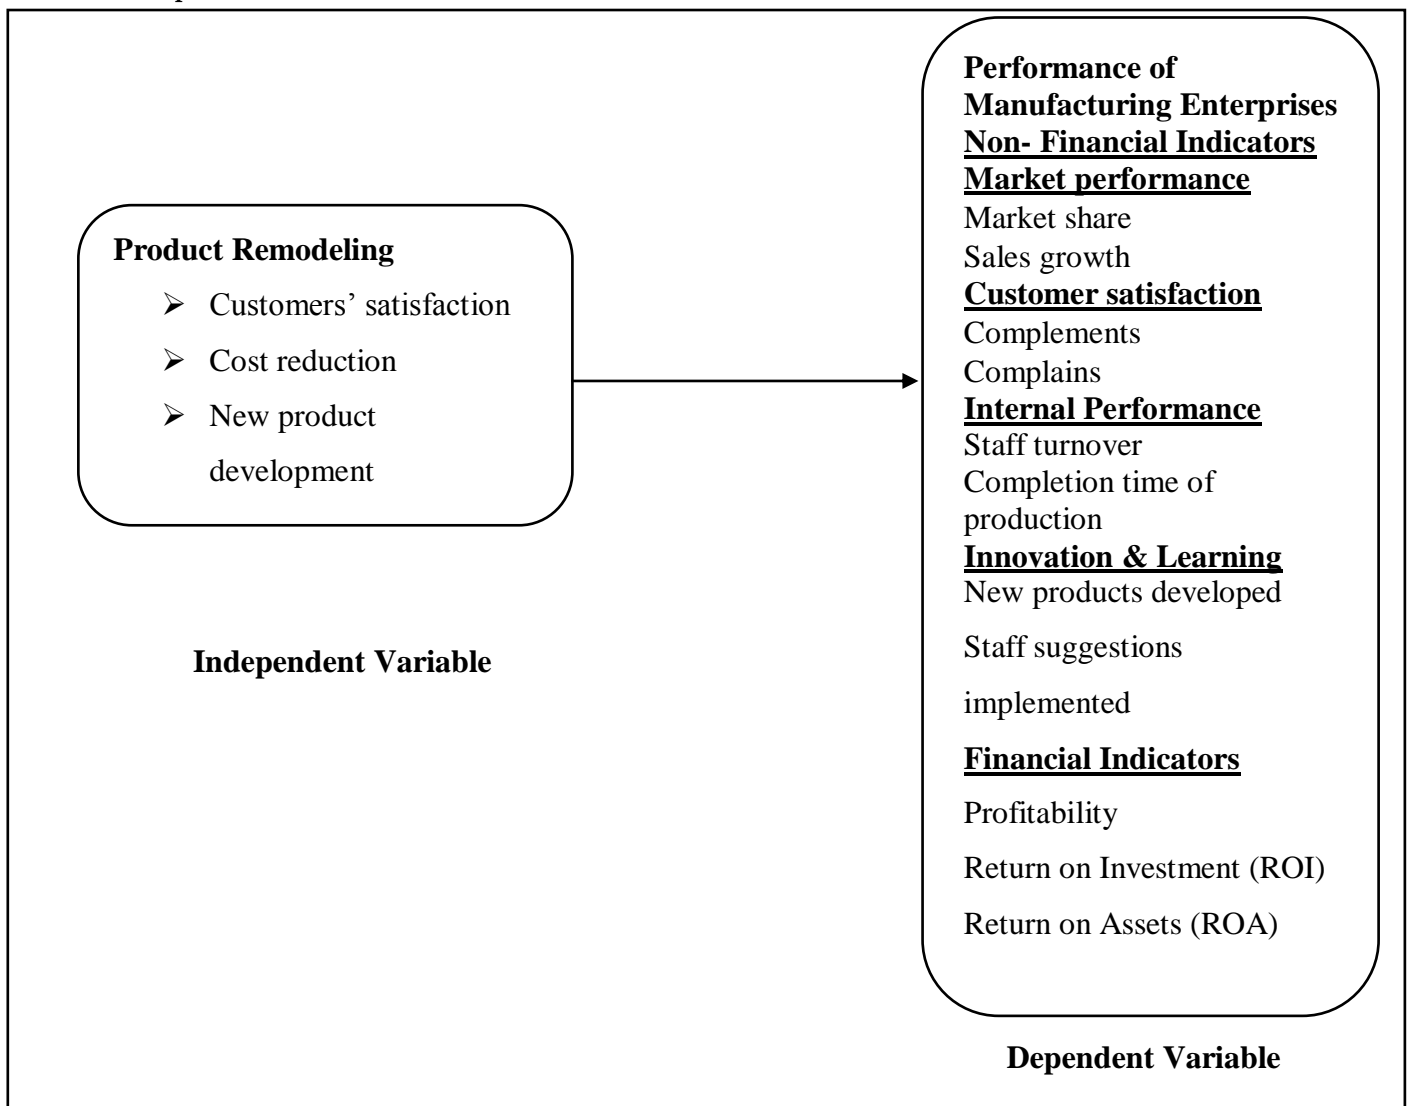 Product Remodeling
➢ Customers’ satisfaction
➢ Cost reduction
➢ New product
development
Independent Variable
Performance of
Manufacturing Enterprises
Non- Financial Indicators
Market performance
Market share
Sales growth
Customer satisfaction
Complements
Complains
Internal Performance
Staff turnover
Completion time of
production
Innovation & Learning
New products developed
Staff suggestions
implemented
Financial Indicators
Profitability
Return on Investment (ROI)
Return on Assets (ROA)
Dependent Variable